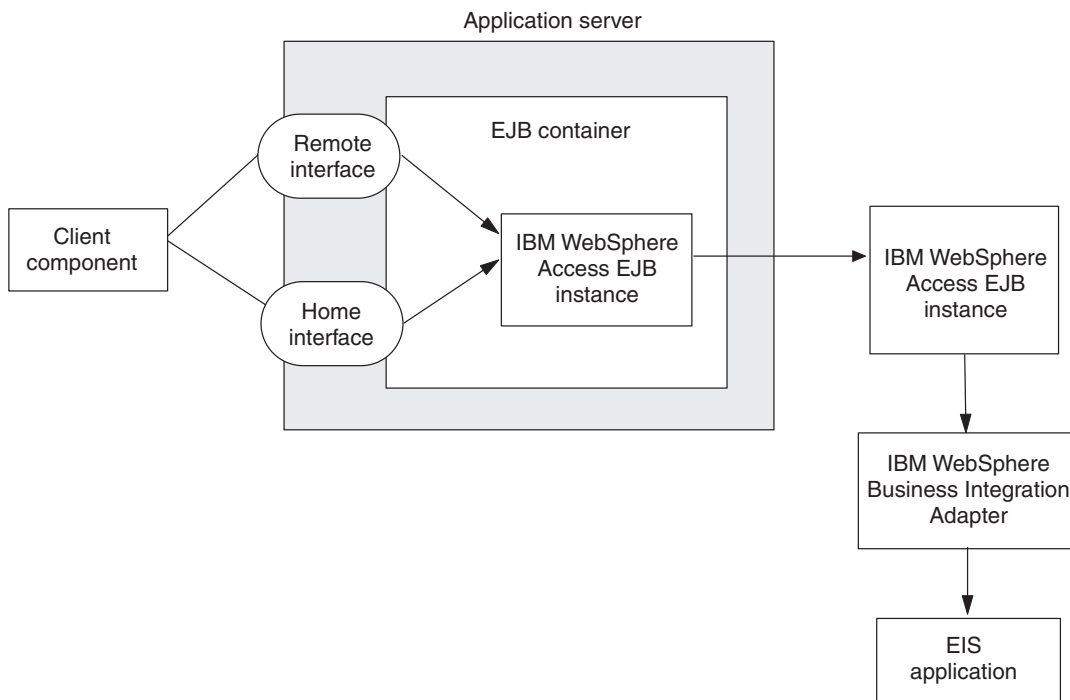 Application server
EJB container
Remote
interface
Client
component
IBM WebSphere
Access EJB
instance
IBM WebSphere
Access EJB
instance
Home
interface
IBM WebSphere
Business Integration
Adapter
EIS
application